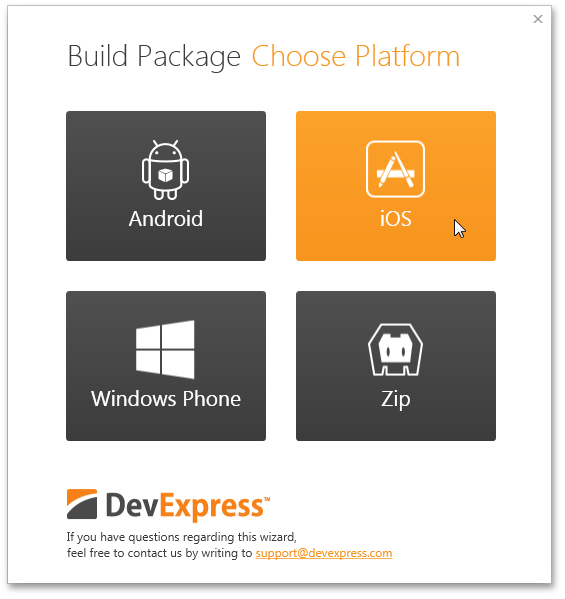 Build Package Choose Platform
Android
iOS
Windows Phone
Zip
DevExpress™
If you have questions regarding this wizard,
feel free to contact us by writing to support@devexpress.com